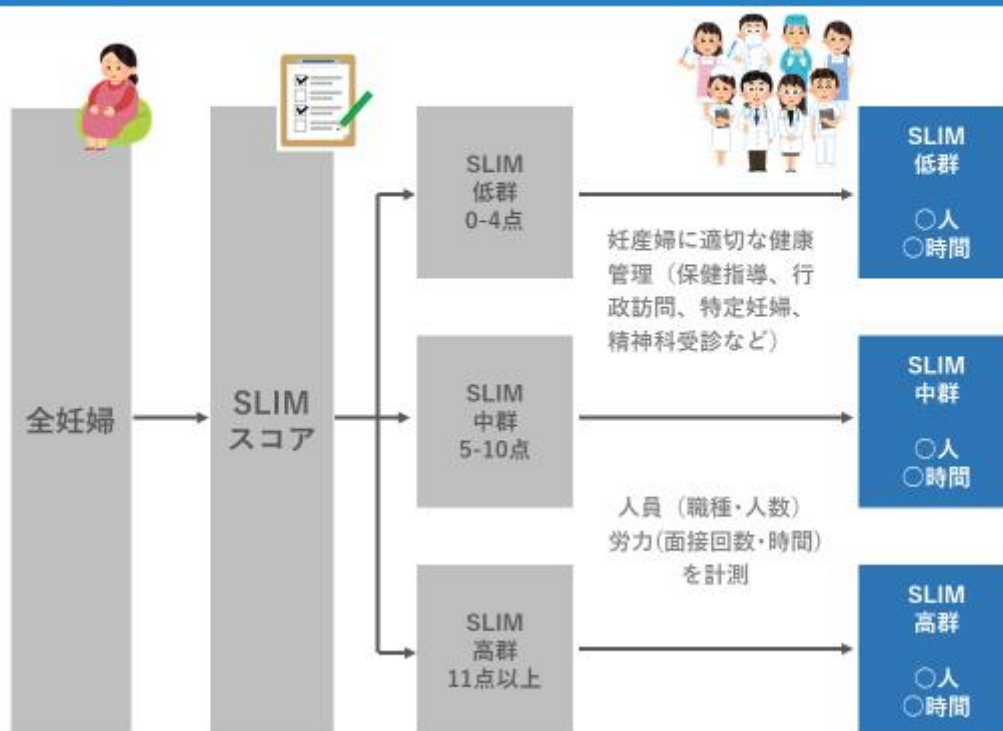 全妊婦
SLIM
スコア
SLIM
低群
0-4点
SLIM
中群
5-10点
SLIM
高群
11点以上
妊産婦に適切な健康
管理（保健指導、行
政訪問、特定妊婦、
精神科受診など）
人員（職種・人数）
労力(面接回数・時間)
を計測
SLIM
低群
○人
○時間
SLIM
中群
○人
○時間
SLIM
高群
○人
○時間